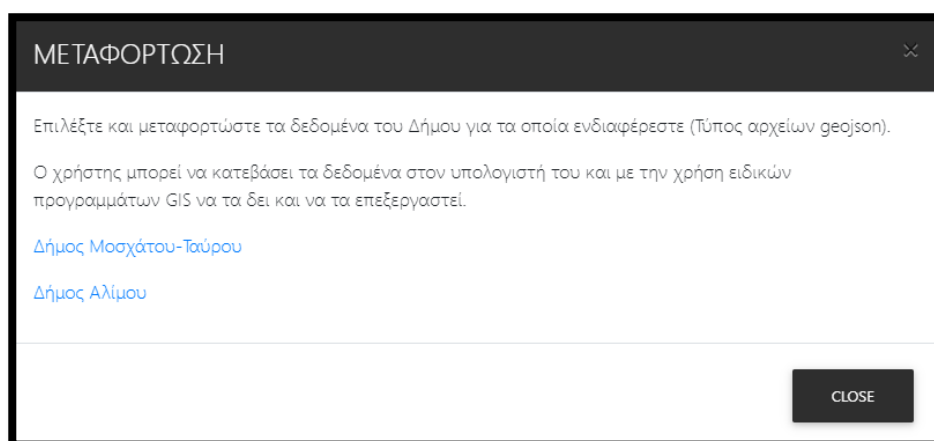 ΜΕΤΑΦΟΡΤΩΣΗ
Επιλέξτε και μεταφορτώστε τα δεδομένα του Δήμου για τα οποία ενδιαφέρεστε (Τύπος αρχείων geojson).
Ο χρήστης μπορεί να κατεβάσει τα δεδομένα στον υπολογιστή του και με την χρήση ειδικών
προγραμμάτων GIS να τα δει και να τα επεξεργαστεί.
Δήμος Μοσχάτου-Ταύρου
Δήμος Αλίμου
CLOSE